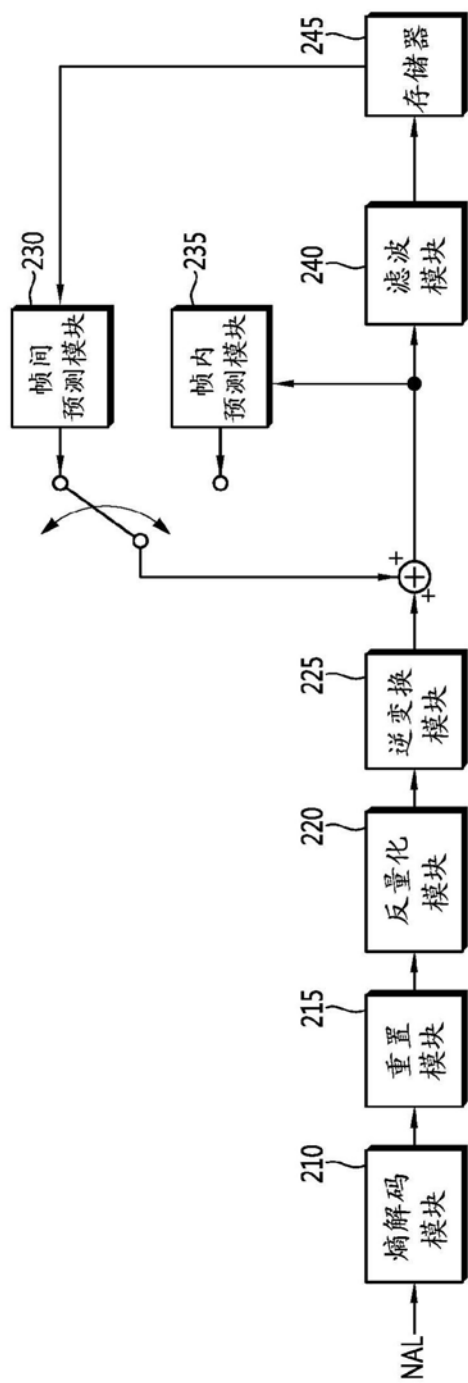 NAL
210
熵解码
模块
215
重置
模块
220
反量化
模块
225
逆变换
模块
+
+
230
帧间
预测模块
235
帧内
预测模块
240
滤波
模块
245
存储器